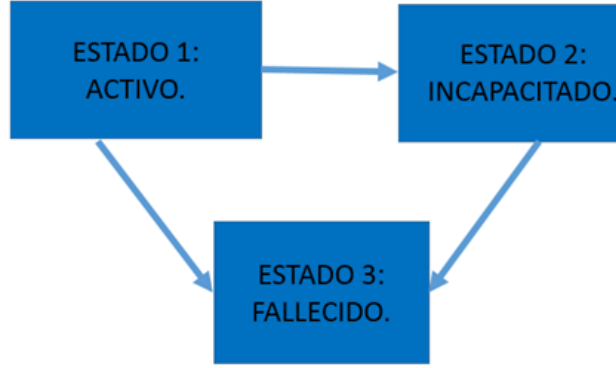 ESTADO 1:
ACTIVO.
ESTADO 2:
INCAPACITADO.
ESTADO 3:
FALLECIDO.